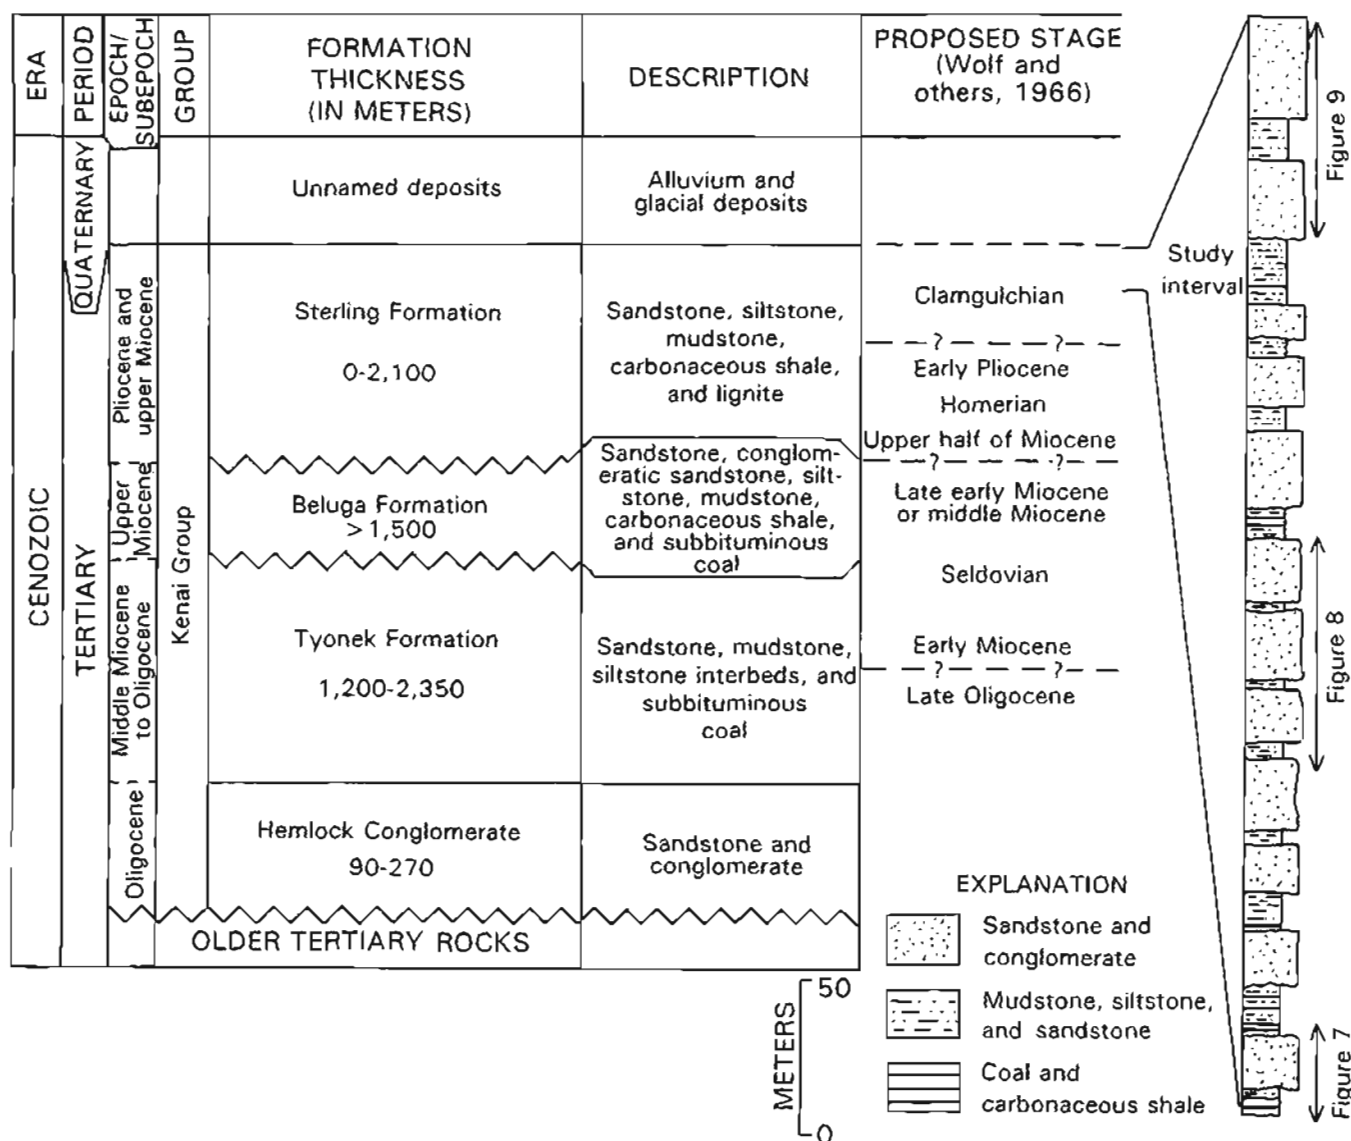 ERA
PERIOD
EPOCH/
SUBEPOCH
GROUP
FORMATION
THICKNESS
(IN METERS)
DESCRIPTION
PROPOSED STAGE
(Wolf and
others, 1966)
CENOZOIC
QUATERNARY
TERTIARY
Kenai Group
Unnamed deposits
Alluvium and
glacial deposits
Pliocene and
upper Miocene
Sterling Formation
0-2,100
Sandstone, siltstone,
mudstone,
carbonaceous shale,
and lignite
Clamgulchian
? ?
Early Pliocene
Homerian
Upper half of Miocene
? ?
Upper
Miocene
Beluga Formation
>1,500
Sandstone, conglom-
eratic sandstone, silt-
stone, mudstone,
carbonaceous shale,
and subbituminous
coal
Late early Miocene
or middle Miocene
Seldovian
Middle Miocene
to Oligocene
Tyonek Formation
1,200-2,350
Sandstone, mudstone,
siltstone interbeds, and
subbituminous
coal
Early Miocene
? ?
Late Oligocene
Oligocene
Hemlock Conglomerate
90-270
Sandstone and
conglomerate
OLDER TERTIARY ROCKS
Study
interval
Figure 9
Figure 8
Figure 7
METERS
50
0
EXPLANATION
Sandstone and
conglomerate
Mudstone, siltstone,
and sandstone
Coal and
carbonaceous shale